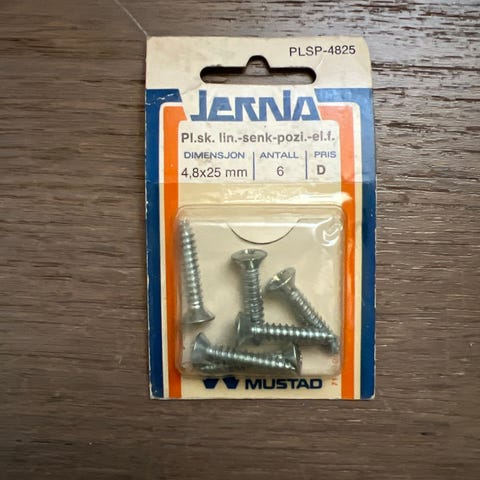 PLSP-4825
JERNIA
Pl.sk. lin.-senk-pozi.-el.f.
DIMENSJON ANTALL PRIS
4,8x25 mm 6 D
MUSTAD